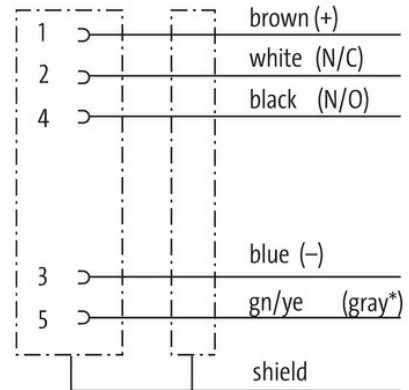 1 brown (+)
2 white (N/C)
4 black (N/O)
3 blue (–)
5 gn/ye (gray*)
shield